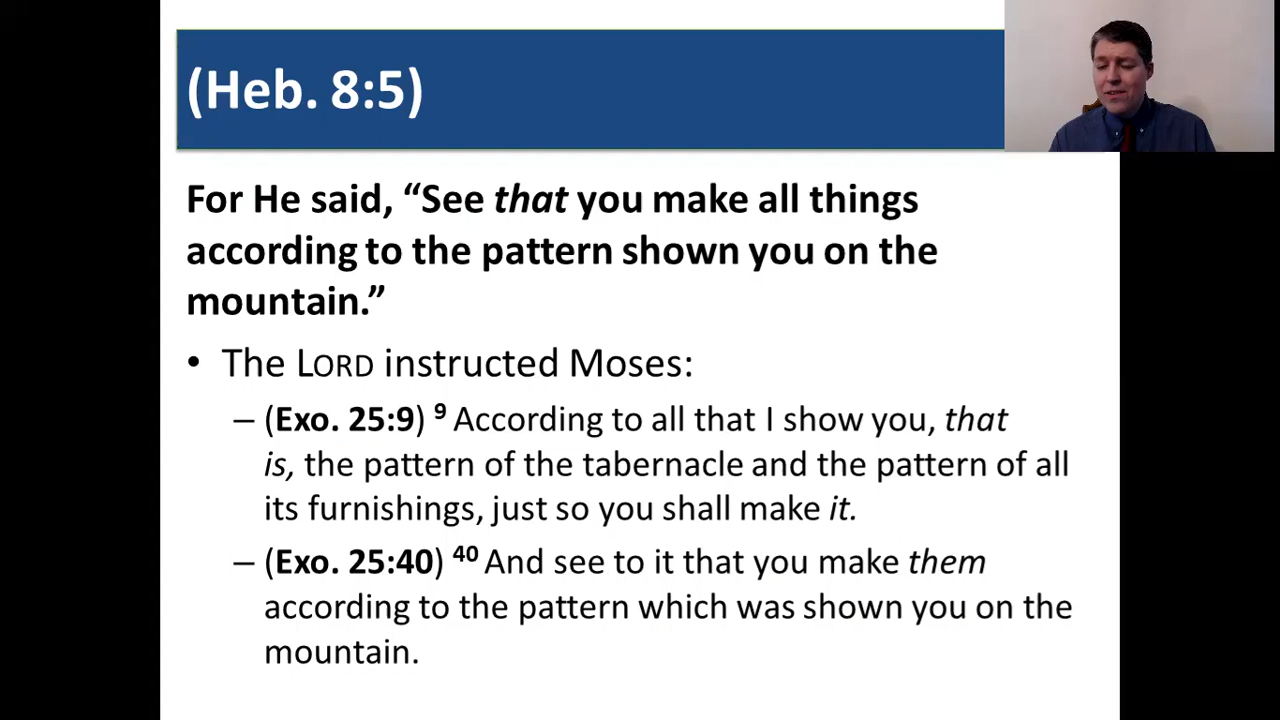 (Heb. 8:5)
For He said, “See that you make all things
according to the pattern shown you on the
mountain.”
• The LORD instructed Moses:
– (Exo. 25:9) 9 According to all that I show you, that
is, the pattern of the tabernacle and the pattern of all
its furnishings, just so you shall make it.
– (Exo. 25:40) 40 And see to it that you make them
according to the pattern which was shown you on the
mountain.